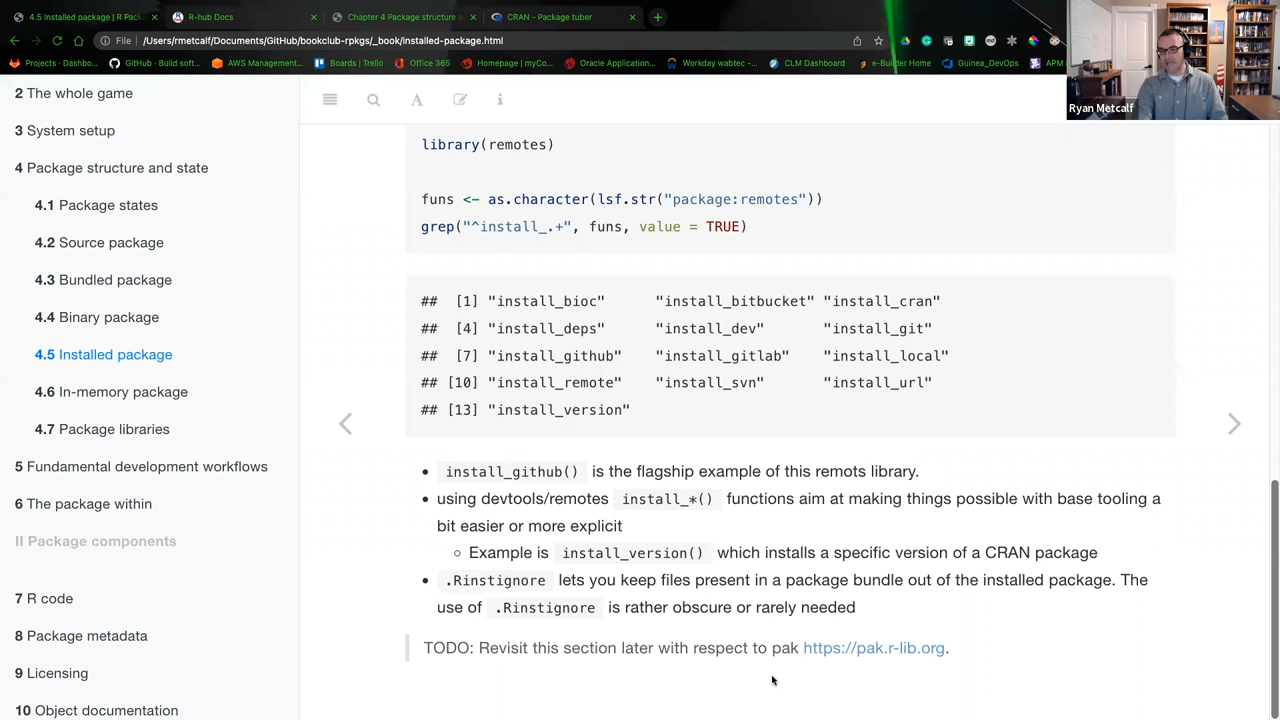 4.5 Installed package | R Pack
R-hub Docs
Chapter 4 Package structure a
CRAN - Package tuber
File | /Users/rmetcalf/Documents/GitHub/bookclub-rpkgs/_book/installed-package.html
Projects · Dashbo...
GitHub · Build soft...
AWS Management...
Boards | Trello
Office 365
Homepage | myCo...
Oracle Application...
Workday wabtec -...
CLM Dashboard
e-Builder Home
Guinea_DevOps
APM
Ryan Metcalf
2 The whole game
3 System setup
4 Package structure and state
4.1 Package states
4.2 Source package
4.3 Bundled package
4.4 Binary package
4.5 Installed package
4.6 In-memory package
4.7 Package libraries
5 Fundamental development workflows
6 The package within
II Package components
7 R code
8 Package metadata
9 Licensing
10 Object documentation
library(remotes)
funs <- as.character(lsf.str("package:remotes"))
grep("^install_.+", funs, value = TRUE)
## [1] "install_bioc" "install_bitbucket" "install_cran"
## [4] "install_deps" "install_dev" "install_git"
## [7] "install_github" "install_gitlab" "install_local"
## [10] "install_remote" "install_svn" "install_url"
## [13] "install_version"
install_github() is the flagship example of this remots library.
using devtools/remotes install_*() functions aim at making things possible with base tooling a
bit easier or more explicit
Example is install_version() which installs a specific version of a CRAN package
.Rinstignore lets you keep files present in a package bundle out of the installed package. The
use of .Rinstignore is rather obscure or rarely needed
TODO: Revisit this section later with respect to pak https://pak.r-lib.org.